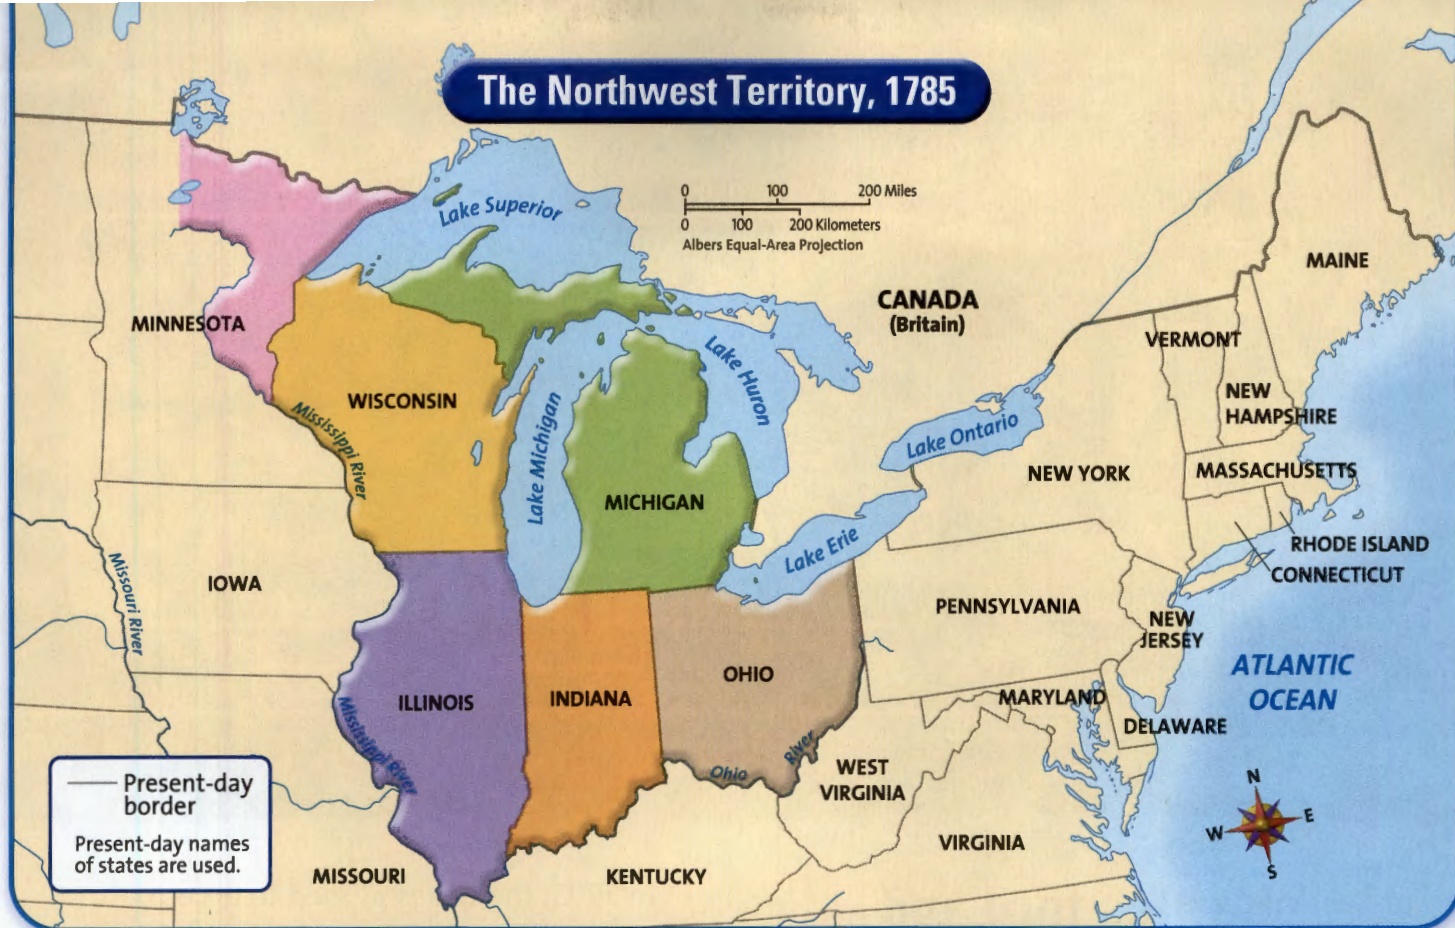 The Northwest Territory, 1785
0 100 200 Miles
0 100 200 Kilometers
Albers Equal-Area Projection
Lake Superior
CANADA
(Britain)
MAINE
MINNESOTA
VERMONT
Lake Huron
WISCONSIN
NEW
HAMPSHIRE
Mississippi River
Lake Michigan
Lake Ontario
MICHIGAN
NEW YORK
MASSACHUSETTS
Lake Erie
RHODE ISLAND
CONNECTICUT
Missouri River
IOWA
PENNSYLVANIA
NEW
JERSEY
ATLANTIC
OCEAN
OHIO
ILLINOIS
INDIANA
MARYLAND
DELAWARE
Mississippi River
Ohio River
WEST
VIRGINIA
Present-day
border
Present-day names
of states are used.
VIRGINIA
MISSOURI
KENTUCKY
N
W
E
S